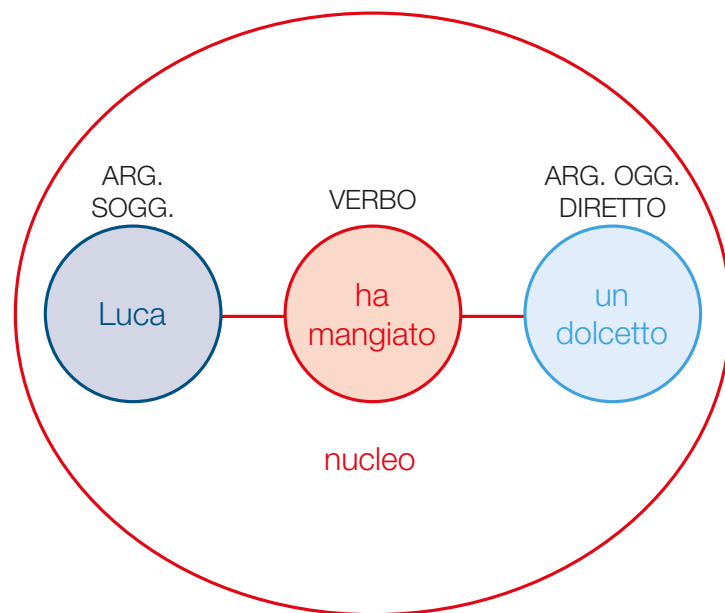 ARG.
SOGG.
VERBO
ARG. OGG.
DIRETTO
Luca
ha
mangiato
un
dolcetto
nucleo